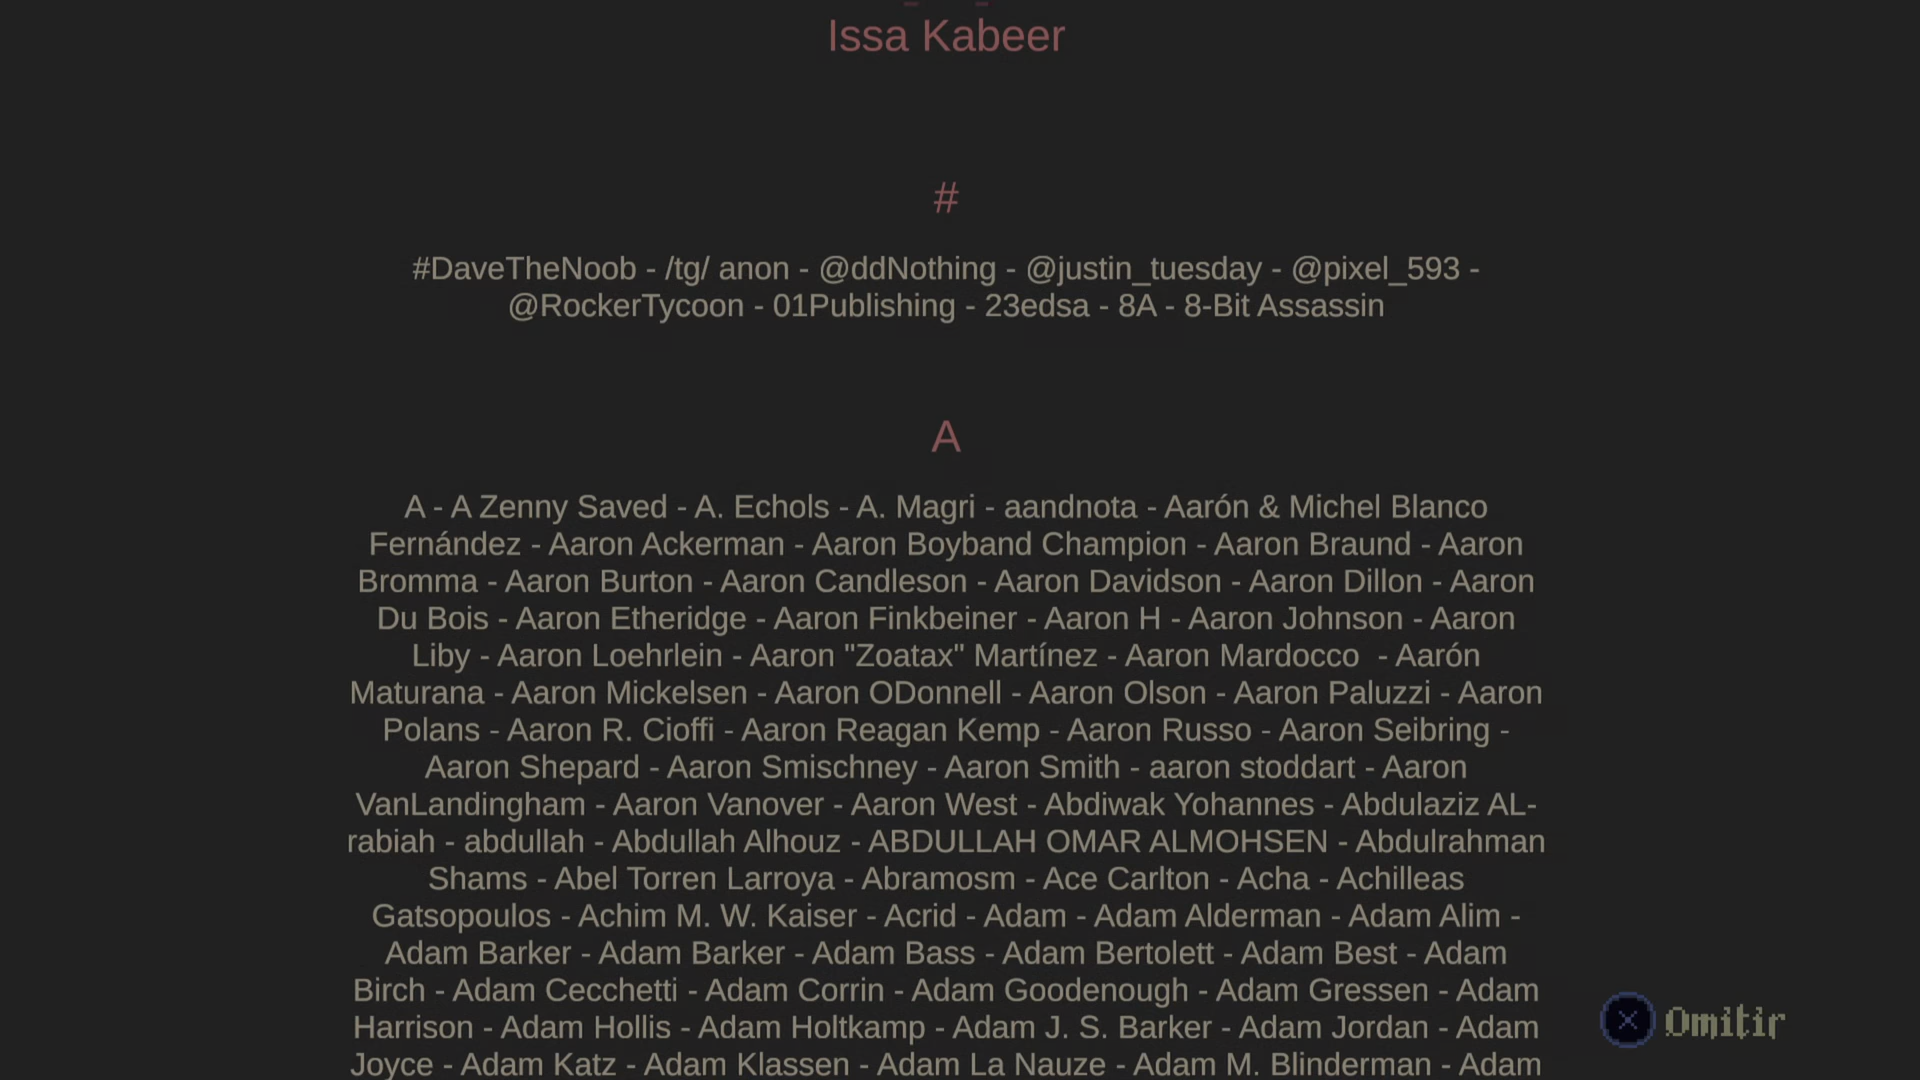 Issa Kabeer
#
#DaveTheNoob - /tg/ anon - @ddNothing - @justin_tuesday - @pixel_593 -
@RockerTycoon - 01Publishing - 23edsa - 8A - 8-Bit Assassin
A
A - A Zenny Saved - A. Echols - A. Magri - aandnota - Aarón & Michel Blanco
Fernández - Aaron Ackerman - Aaron Boyband Champion - Aaron Braund - Aaron
Bromma - Aaron Burton - Aaron Candleson - Aaron Davidson - Aaron Dillon - Aaron
Du Bois - Aaron Etheridge - Aaron Finkbeiner - Aaron H - Aaron Johnson - Aaron
Liby - Aaron Loehrlein - Aaron "Zoatax" Martínez - Aaron Mardocco  - Aarón
Maturana - Aaron Mickelsen - Aaron ODonnell - Aaron Olson - Aaron Paluzzi - Aaron
Polans - Aaron R. Cioffi - Aaron Reagan Kemp - Aaron Russo - Aaron Seibring -
Aaron Shepard - Aaron Smischney - Aaron Smith - aaron stoddart - Aaron
VanLandingham - Aaron Vanover - Aaron West - Abdiwak Yohannes - Abdulaziz AL-
rabiah - abdullah - Abdullah Alhouz - ABDULLAH OMAR ALMOHSEN - Abdulrahman
Shams - Abel Torren Larroya - Abramosm - Ace Carlton - Acha - Achilleas
Gatsopoulos - Achim M. W. Kaiser - Acrid - Adam - Adam Alderman - Adam Alim -
Adam Barker - Adam Barker - Adam Bass - Adam Bertolett - Adam Best - Adam
Birch - Adam Cecchetti - Adam Corrin - Adam Goodenough - Adam Gressen - Adam
Harrison - Adam Hollis - Adam Holtkamp - Adam J. S. Barker - Adam Jordan - Adam
Joyce - Adam Katz - Adam Klassen - Adam La Nauze - Adam M. Blinderman - Adam
Omitir